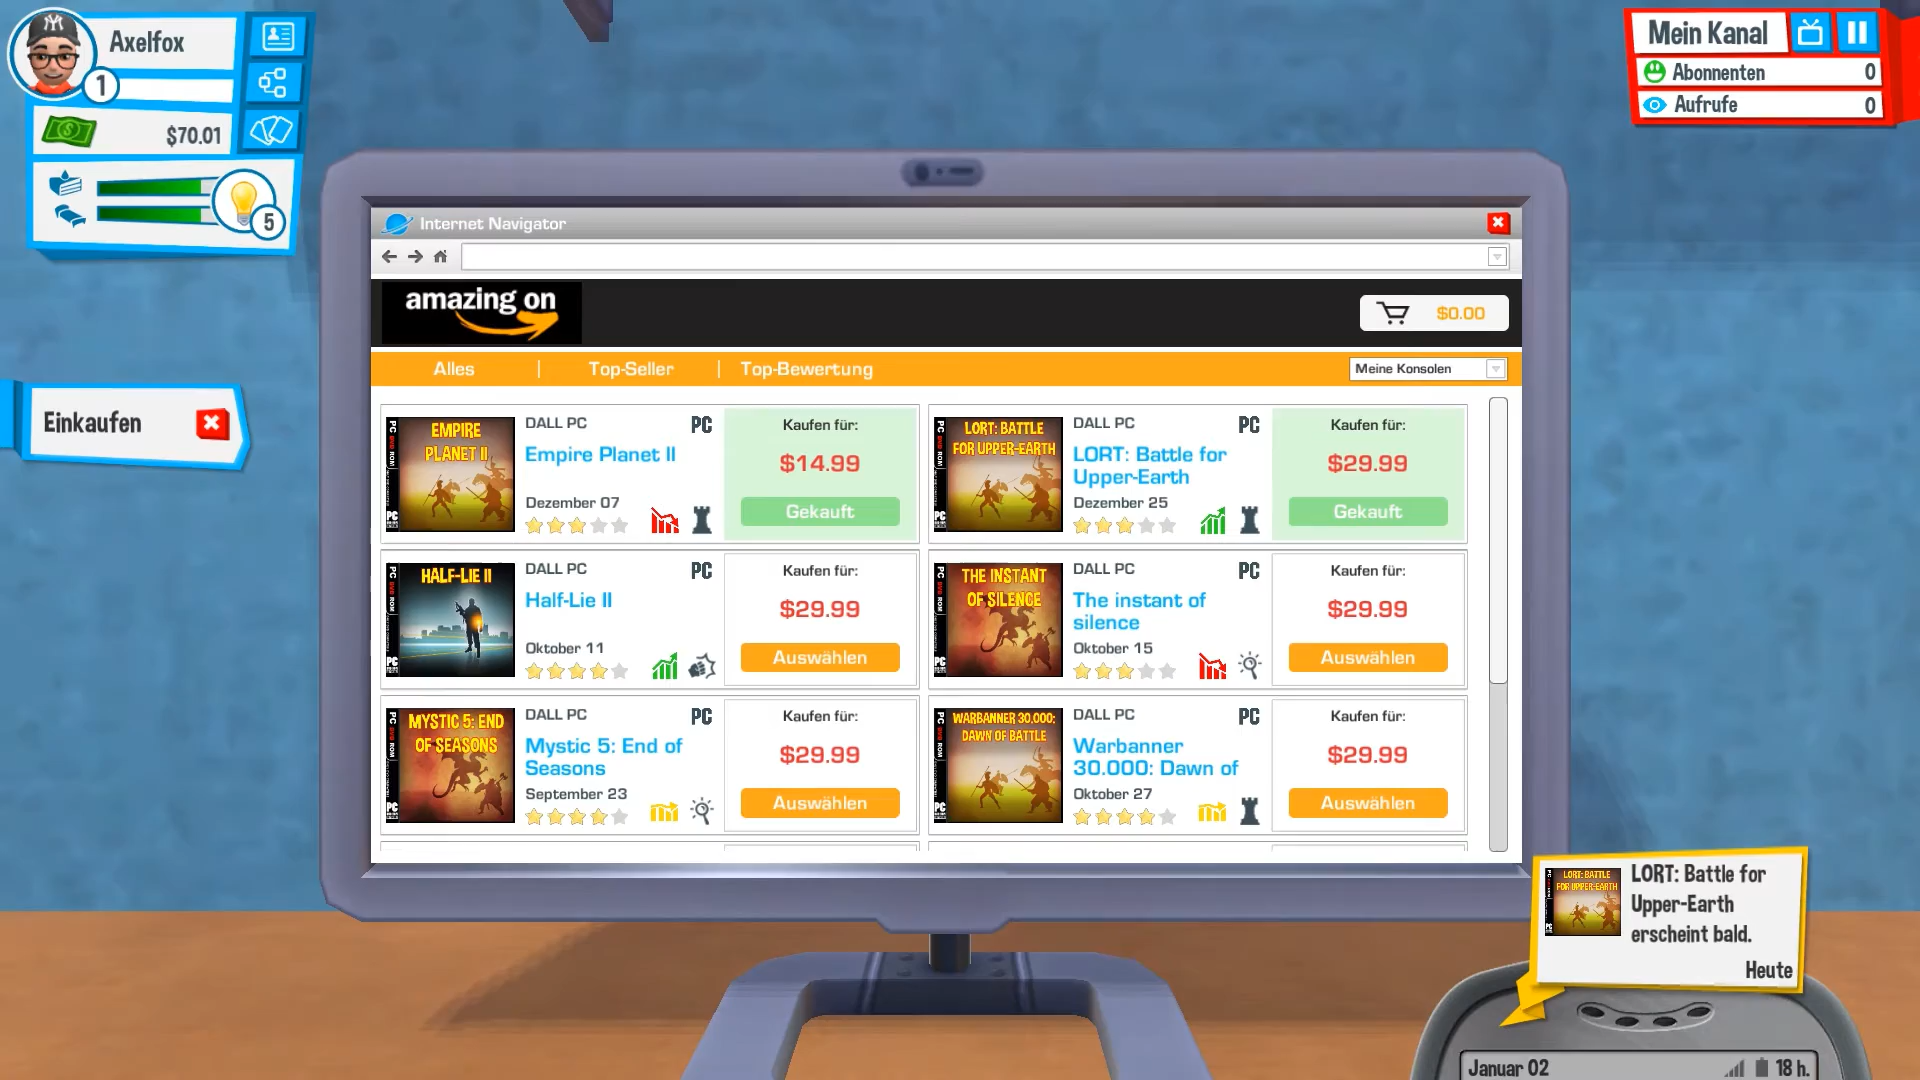 Axelfox
1
$70.01
5
Mein Kanal
Abonnenten 0
Aufrufe 0
Einkaufen
Internet Navigator
amazing on
$0.00
Alles | Top-Seller | Top-Bewertung
Meine Konsolen
EMPIRE
PLANET II
DALL PC
PC
Empire Planet II
Dezember 07
Kaufen für:
$14.99
Gekauft
LORT: BATTLE
FOR UPPER-EARTH
DALL PC
PC
LORT: Battle for
Upper-Earth
Dezember 25
Kaufen für:
$29.99
Gekauft
HALF-LIE II
DALL PC
PC
Half-Lie II
Oktober 11
Kaufen für:
$29.99
Auswählen
THE INSTANT
OF SILENCE
DALL PC
PC
The instant of
silence
Oktober 15
Kaufen für:
$29.99
Auswählen
MYSTIC 5: END
OF SEASONS
DALL PC
PC
Mystic 5: End of
Seasons
September 23
Kaufen für:
$29.99
Auswählen
WARBANNER 30.000:
DAWN OF BATTLE
DALL PC
PC
Warbanner
30.000: Dawn of
Oktober 27
Kaufen für:
$29.99
Auswählen
LORT: BATTLE
FOR UPPER-EARTH
LORT: Battle for
Upper-Earth
erscheint bald.
Heute
Januar 02
18 h.